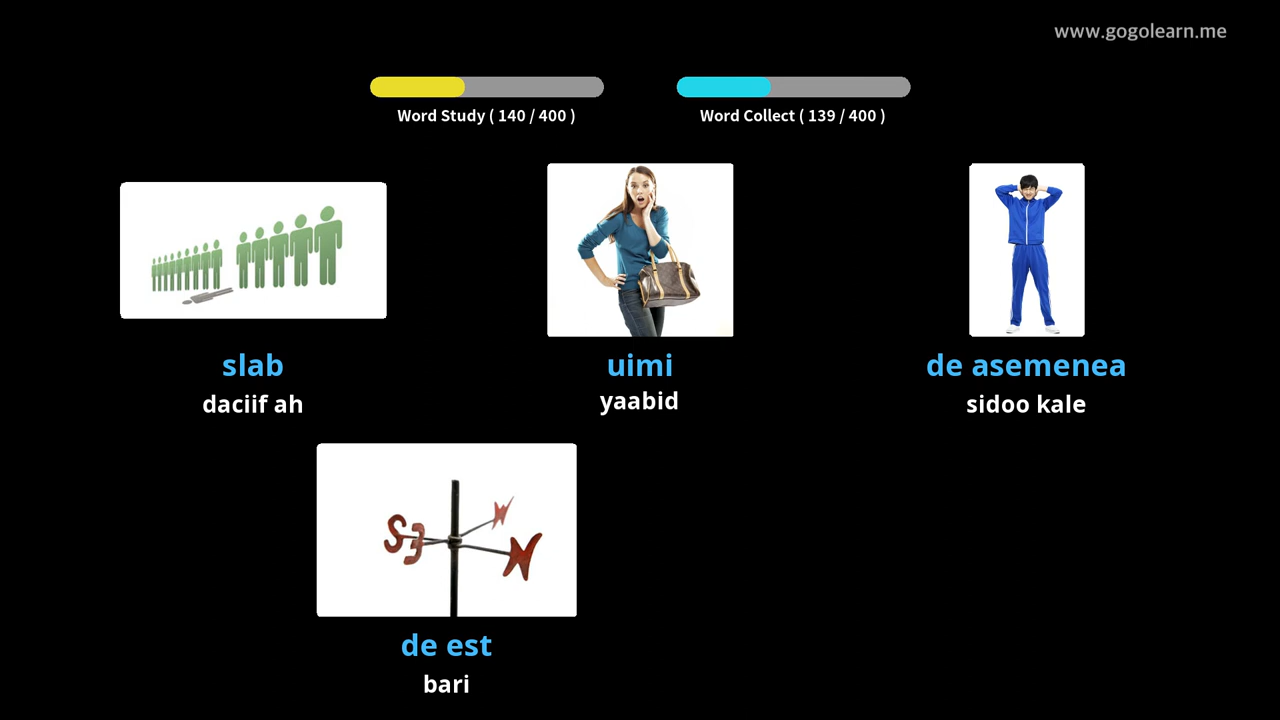 www.gogolearn.me
Word Study ( 140 / 400 )
Word Collect ( 139 / 400 )
slab
daciif ah
uimi
yaabid
de asemenea
sidoo kale
S E N
de est
bari